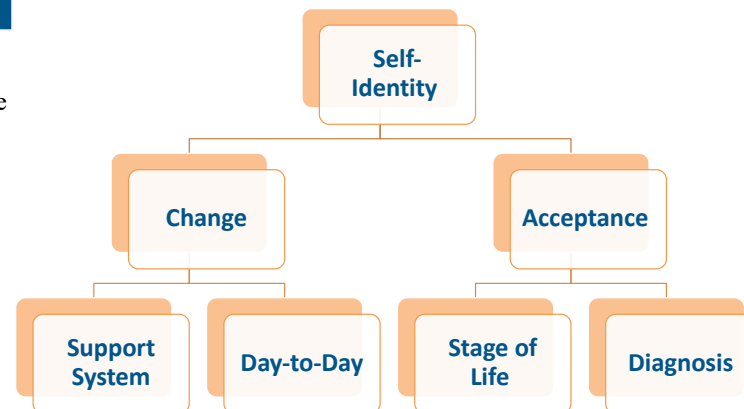 Self-
Identity
e
Change
Acceptance
Support
System
Day-to-Day
Stage of
Life
Diagnosis